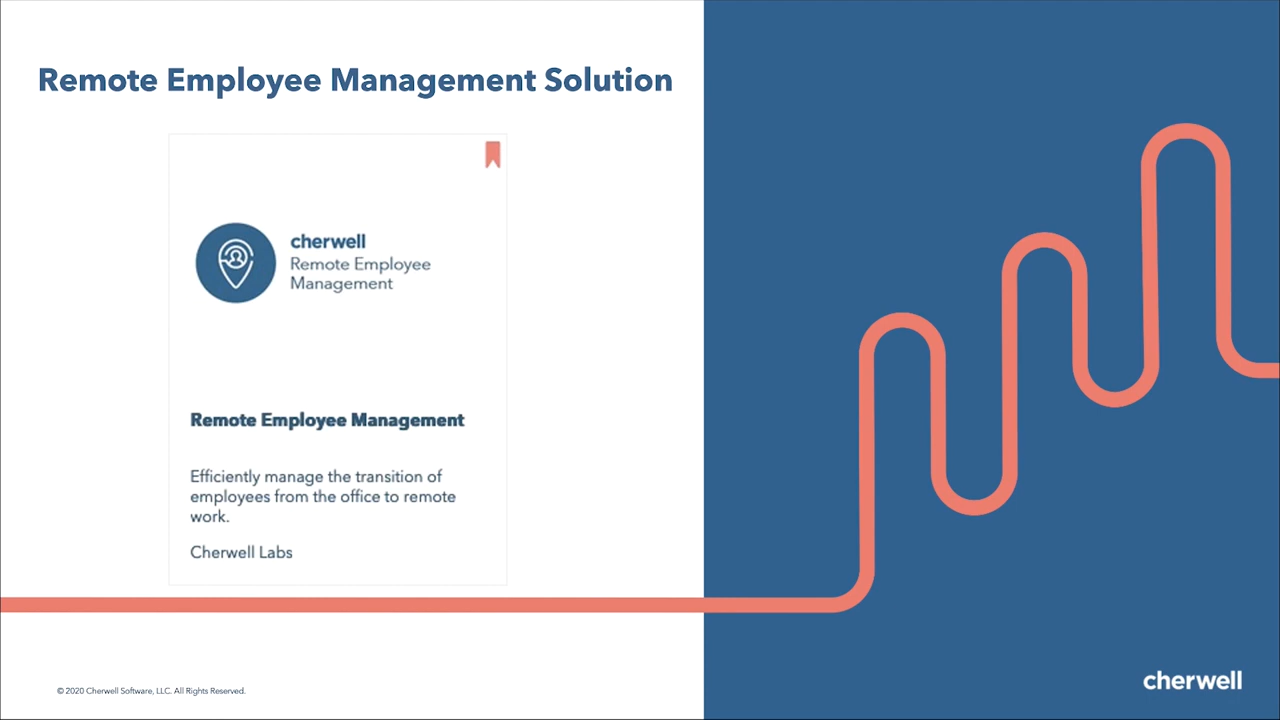 Remote Employee Management Solution
cherwell
Remote Employee
Management
Remote Employee Management
Efficiently manage the transition of
employees from the office to remote
work.
Cherwell Labs
© 2020 Cherwell Software, LLC. All Rights Reserved.
cherwell